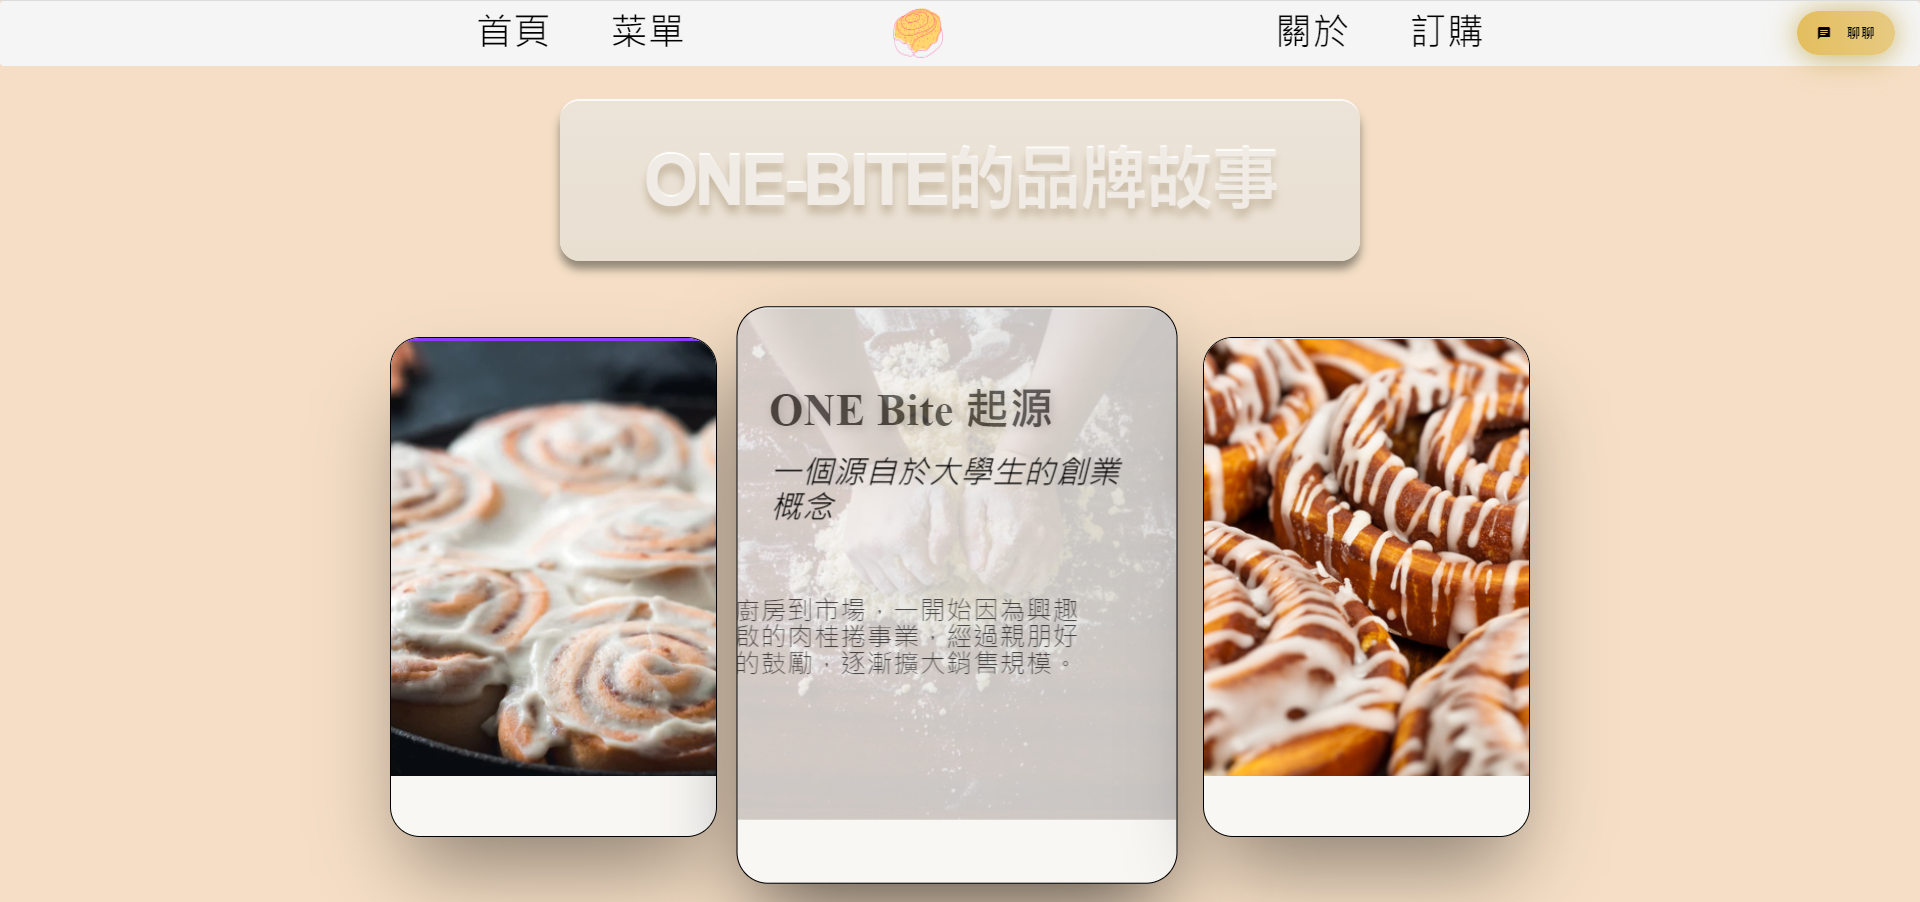 首頁
菜單
關於
訂購
聊聊
ONE-BITE的品牌故事
ONE Bite 起源
一個源自於大學生的創業
概念
廚房到市場，一開始因為興趣
啟的肉桂捲事業，經過親朋好
的鼓勵，逐漸擴大銷售規模。